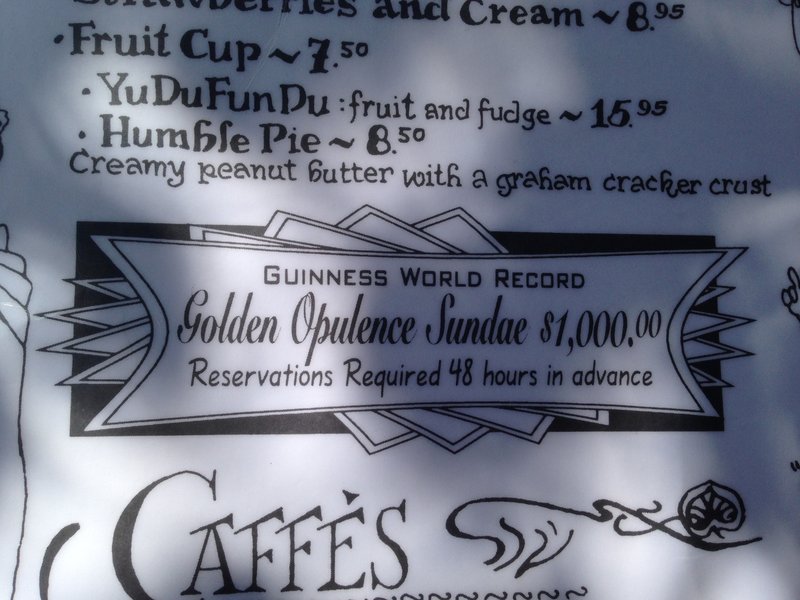 Strawberries and Cream ~ 8.95
· Fruit Cup ~ 7.50
· YuDuFunDu : fruit and fudge ~ 15.95
· Humble Pie ~ 8.50
Creamy peanut butter with a graham cracker crust
GUINNESS WORLD RECORD
Golden Opulence Sundae $1,000.00
Reservations Required 48 hours in advance
CAFFÈS